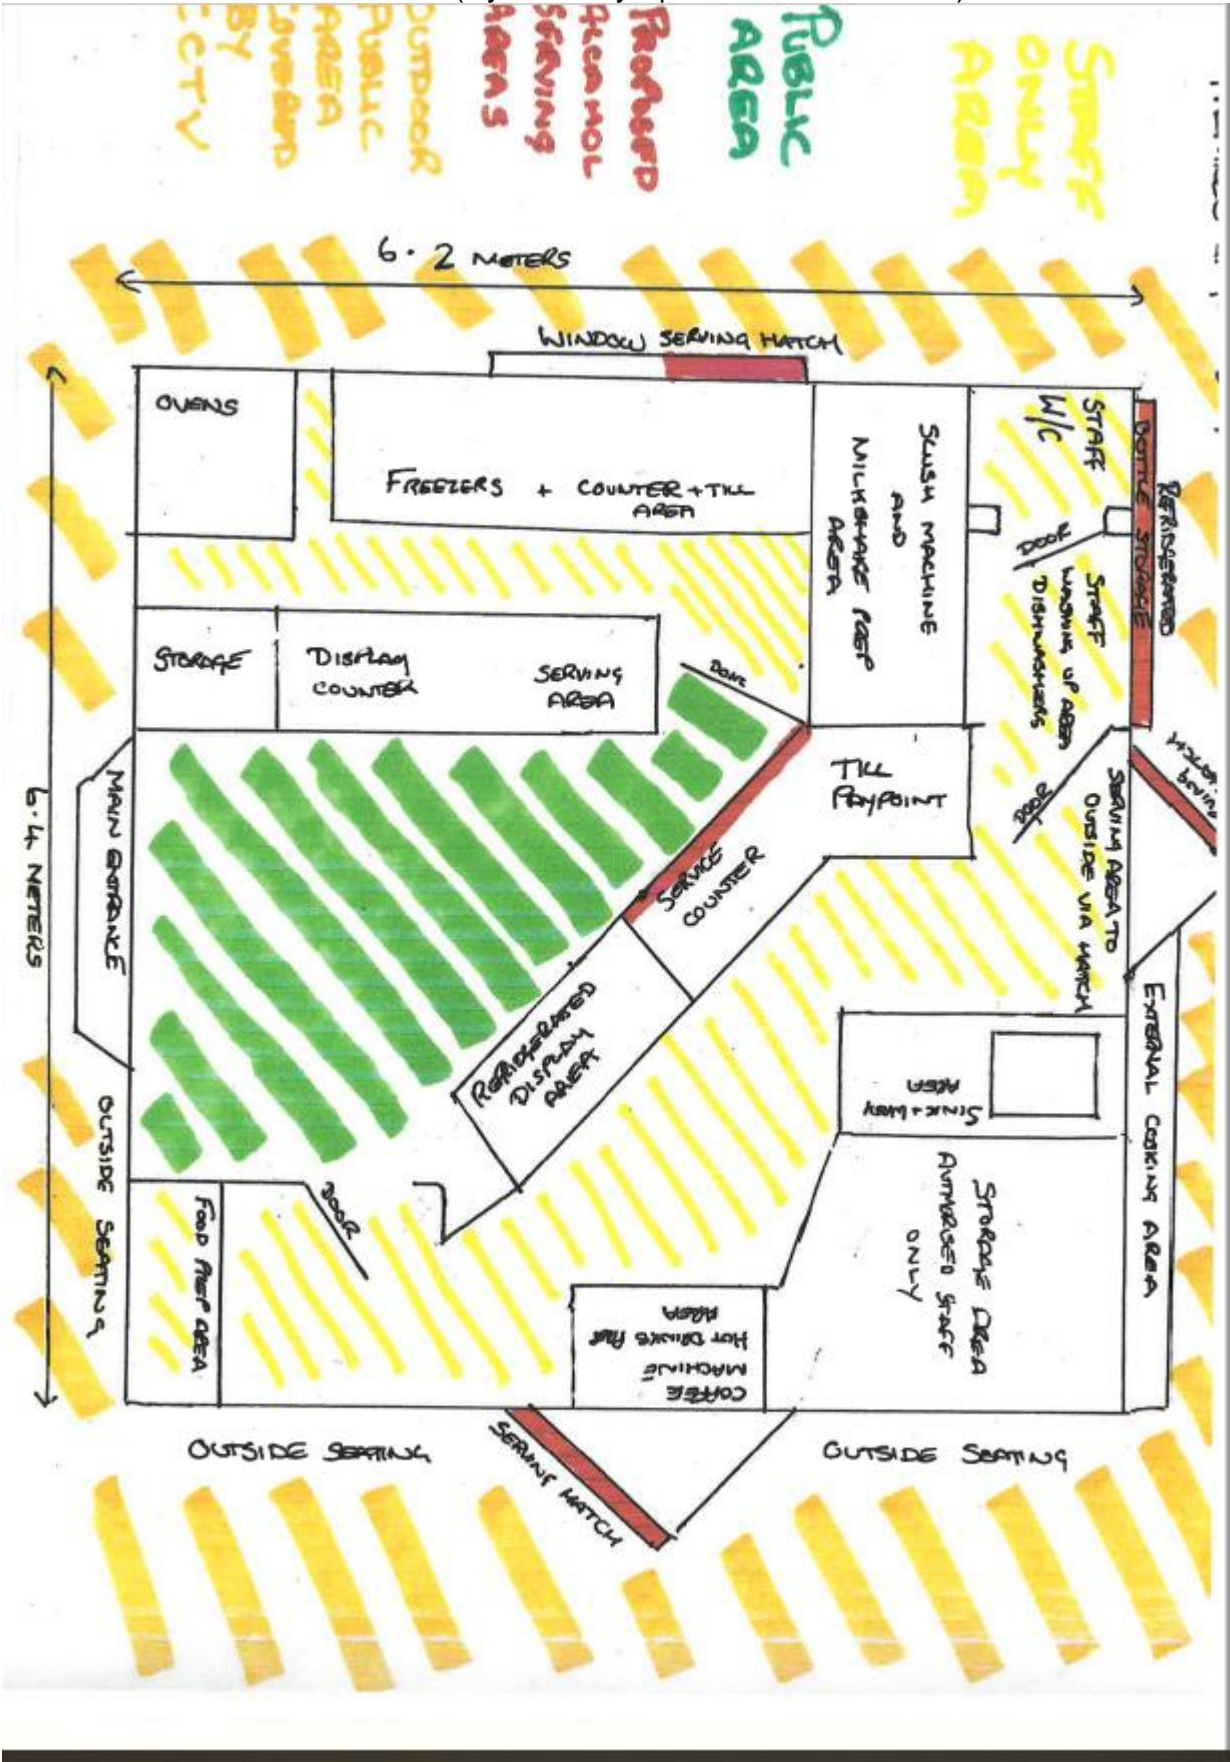 STAFF
ONLY
AREA
PUBLIC
AREA
PROPOSED
ALCAHOL
SERVING
AREAS
OUTDOOR
PUBLIC
AREA
COVERED
BY
CCTV
6.2 METERS
WINDOW SERVING HATCH
OVENS
FREEZERS + COUNTER + TILL
AREA
SLUSH MACHINE
AND
MILKSHAKE PREP
AREA
STAFF
W/C
REFRIDGERATED
BOTTLE STORAGE
DOOR
STAFF
WASHING UP AREA
DISHWASHERS
STORAGE
DISPLAY
COUNTER
SERVING
AREA
DOOR
TILL
PAYPOINT
DOOR
SERVING AREA TO
OUTSIDE VIA HATCH
HATCH
SERVICE
COUNTER
MAIN ENTRANCE
6.4 METERS
REFRIDGERATED
DISPLAY
AREA
SINK + 
AREA
EXTERNAL COOKING AREA
STORAGE AREA
AUTHORISED STAFF
ONLY
OUTSIDE SEATING
FOOD PREP AREA
DOOR
COFFEE
MACHINE
HOT DRINKS PREP
AREA
OUTSIDE SEATING
SERVING HATCH
OUTSIDE SEATING